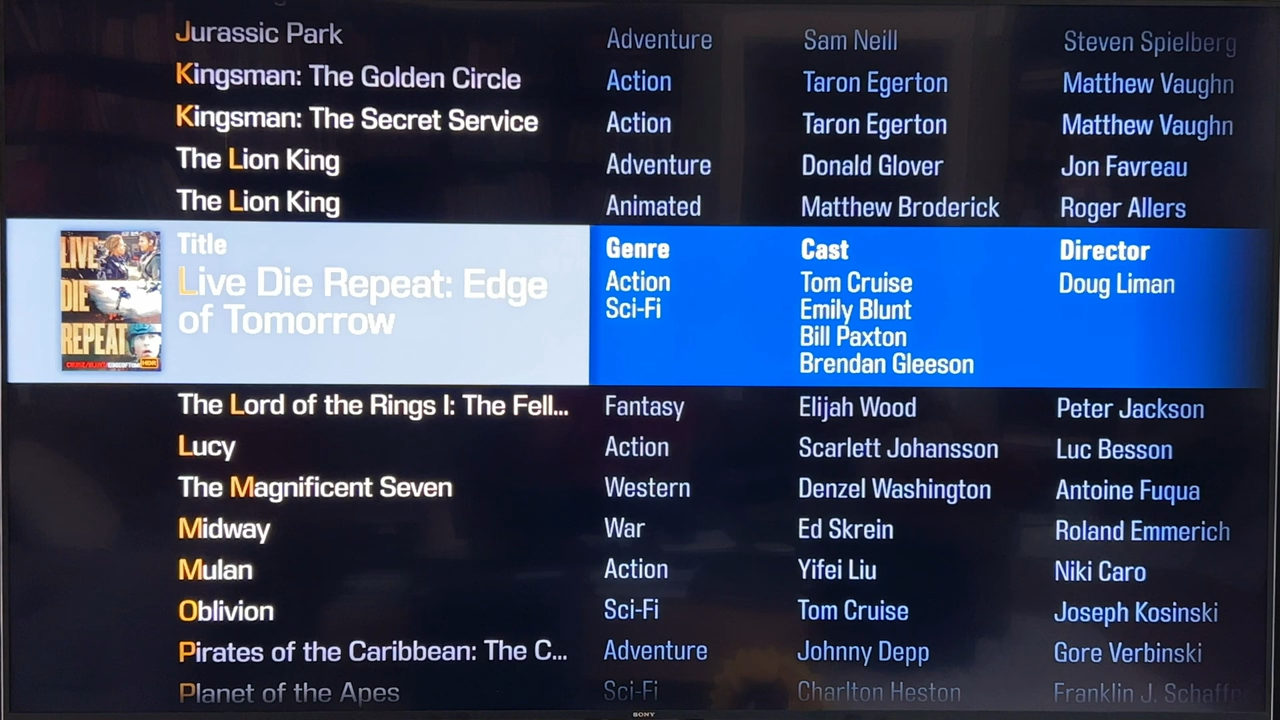 Jurassic Park Adventure Sam Neill Steven Spielberg
Kingsman: The Golden Circle Action Taron Egerton Matthew Vaughn
Kingsman: The Secret Service Action Taron Egerton Matthew Vaughn
The Lion King Adventure Donald Glover Jon Favreau
The Lion King Animated Matthew Broderick Roger Allers
LIVE
DIE
REPEAT
HDR
Title Genre Cast Director
Live Die Repeat: Edge Action Tom Cruise Doug Liman
of Tomorrow Sci-Fi Emily Blunt
Bill Paxton
Brendan Gleeson
The Lord of the Rings I: The Fell... Fantasy Elijah Wood Peter Jackson
Lucy Action Scarlett Johansson Luc Besson
The Magnificent Seven Western Denzel Washington Antoine Fuqua
Midway War Ed Skrein Roland Emmerich
Mulan Action Yifei Liu Niki Caro
Oblivion Sci-Fi Tom Cruise Joseph Kosinski
Pirates of the Caribbean: The C... Adventure Johnny Depp Gore Verbinski
Planet of the Apes Sci-Fi Charlton Heston Franklin J. Schaffn
SONY